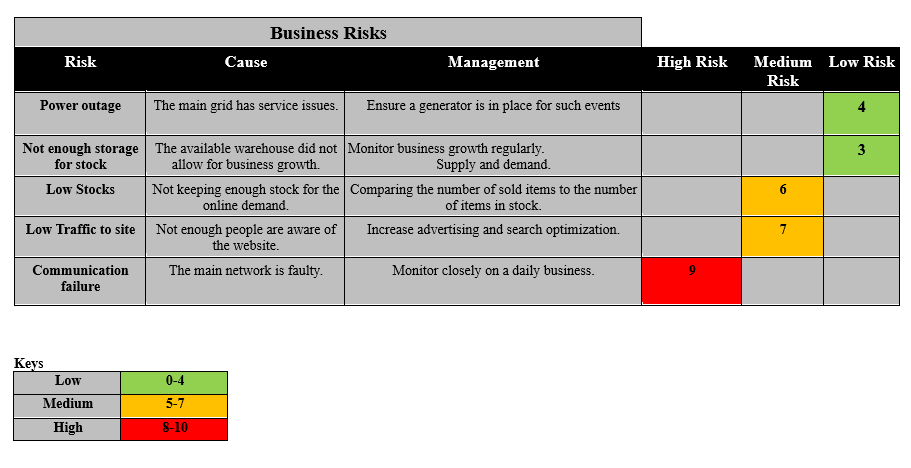 Business Risks
Risk Cause Management High Risk Medium Low Risk
Risk
Power outage The main grid has service issues. Ensure a generator is in place for such events 4
Not enough storage The available warehouse did not Monitor business growth regularly. 3
for stock allow for business growth. Supply and demand.
Low Stocks Not keeping enough stock for the Comparing the number of sold items to the number 6
online demand. of items in stock.
Low Traffic to site Not enough people are aware of Increase advertising and search optimization. 7
the website.
Communication The main network is faulty. Monitor closely on a daily business. 9
failure
Keys
Low 0-4
Medium 5-7
High 8-10